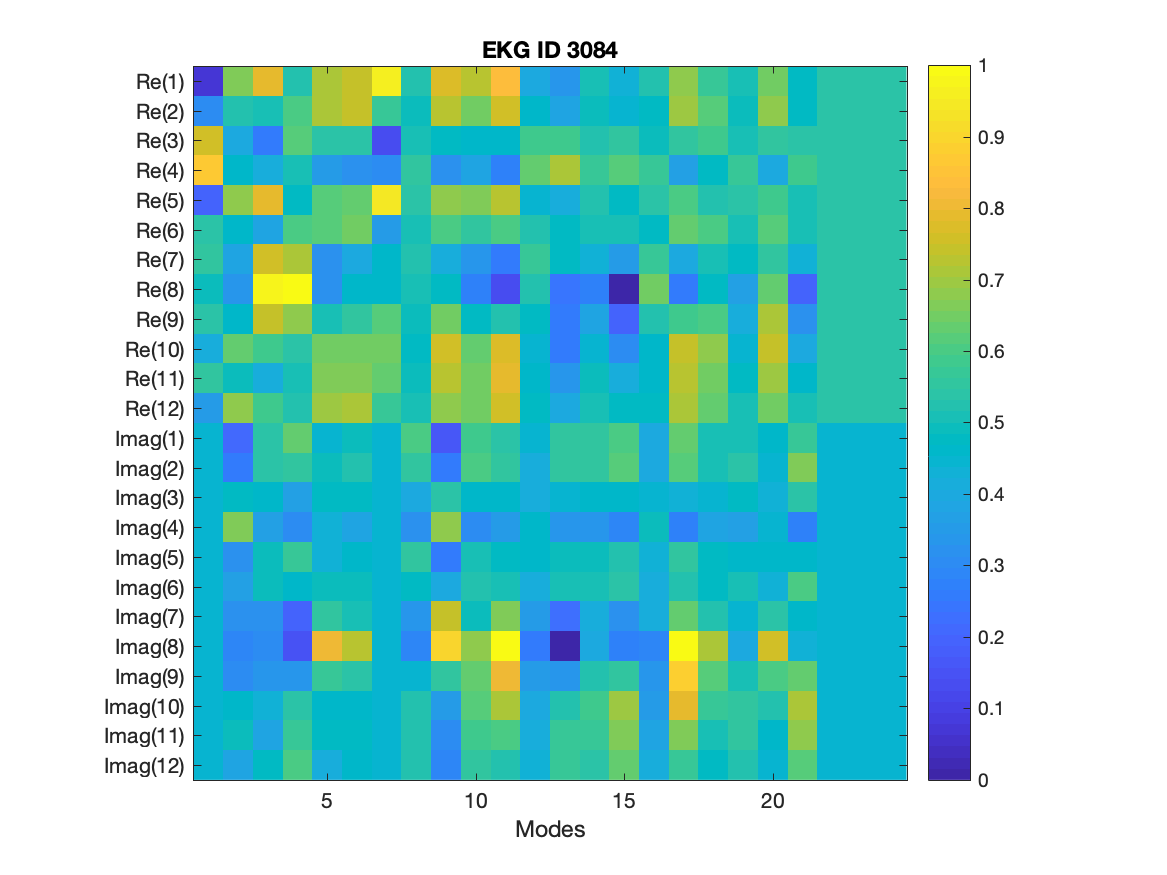 EKG ID 3084
Re(1)
Re(2)
Re(3)
Re(4)
Re(5)
Re(6)
Re(7)
Re(8)
Re(9)
Re(10)
Re(11)
Re(12)
Imag(1)
Imag(2)
Imag(3)
Imag(4)
Imag(5)
Imag(6)
Imag(7)
Imag(8)
Imag(9)
Imag(10)
Imag(11)
Imag(12)
5 10 15 20
Modes
1
0.9
0.8
0.7
0.6
0.5
0.4
0.3
0.2
0.1
0